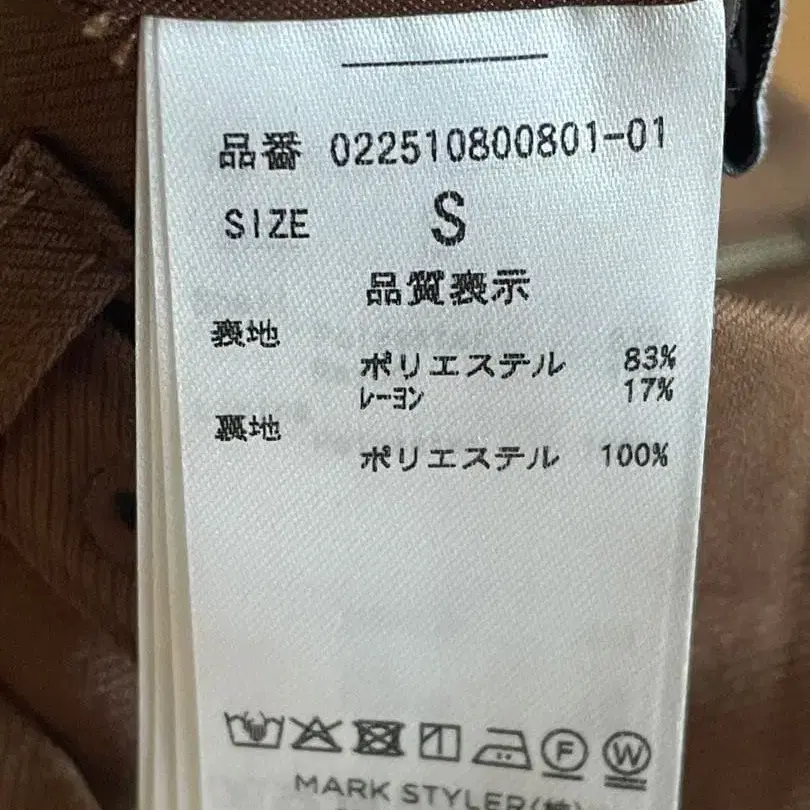 品番 022510800801-01
SIZE S
品質表示
表地
ポリエステル 83%
レーヨン 17%
裏地
ポリエステル 100%
F W
MARK STYLER(株)